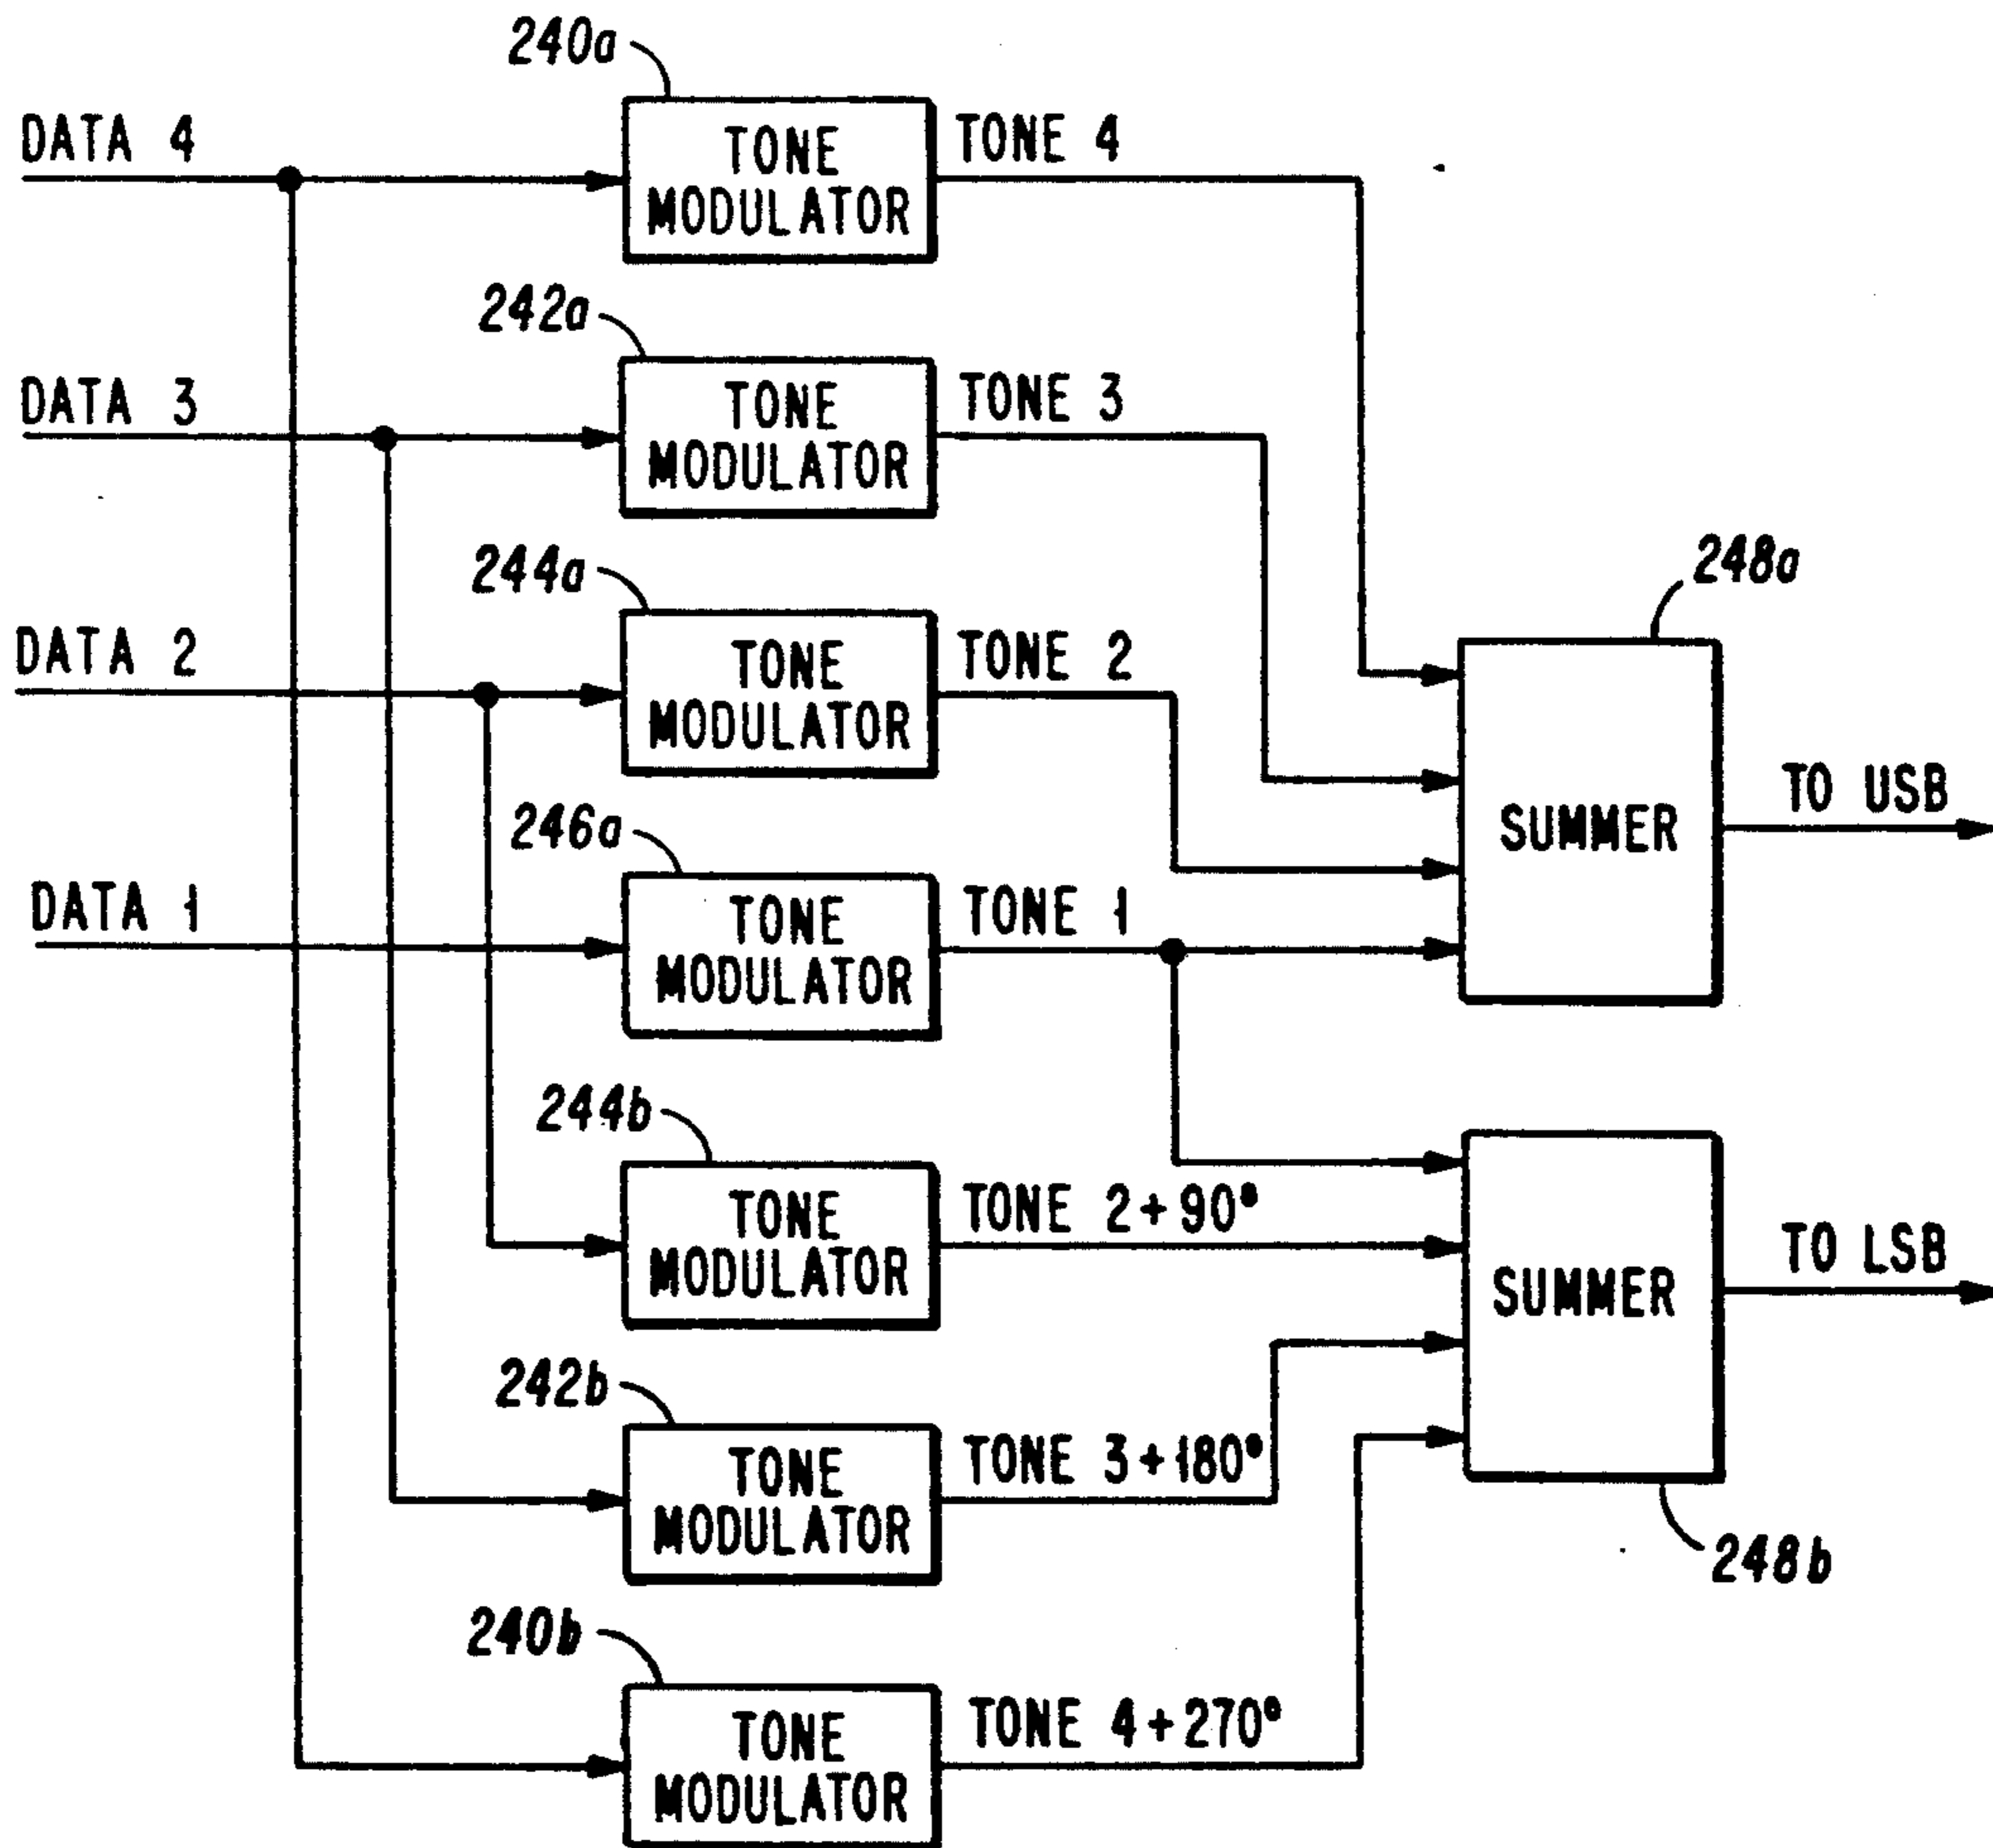 240a
DATA 4
TONE
MODULATOR
TONE 4
242a
DATA 3
TONE
MODULATOR
TONE 3
244a
DATA 2
TONE
MODULATOR
TONE 2
248a
SUMMER
TO USB
246a
DATA 1
TONE
MODULATOR
TONE 1
244b
TONE
MODULATOR
TONE 2+90°
SUMMER
TO LSB
242b
TONE
MODULATOR
TONE 3+180°
248b
240b
TONE
MODULATOR
TONE 4+270°